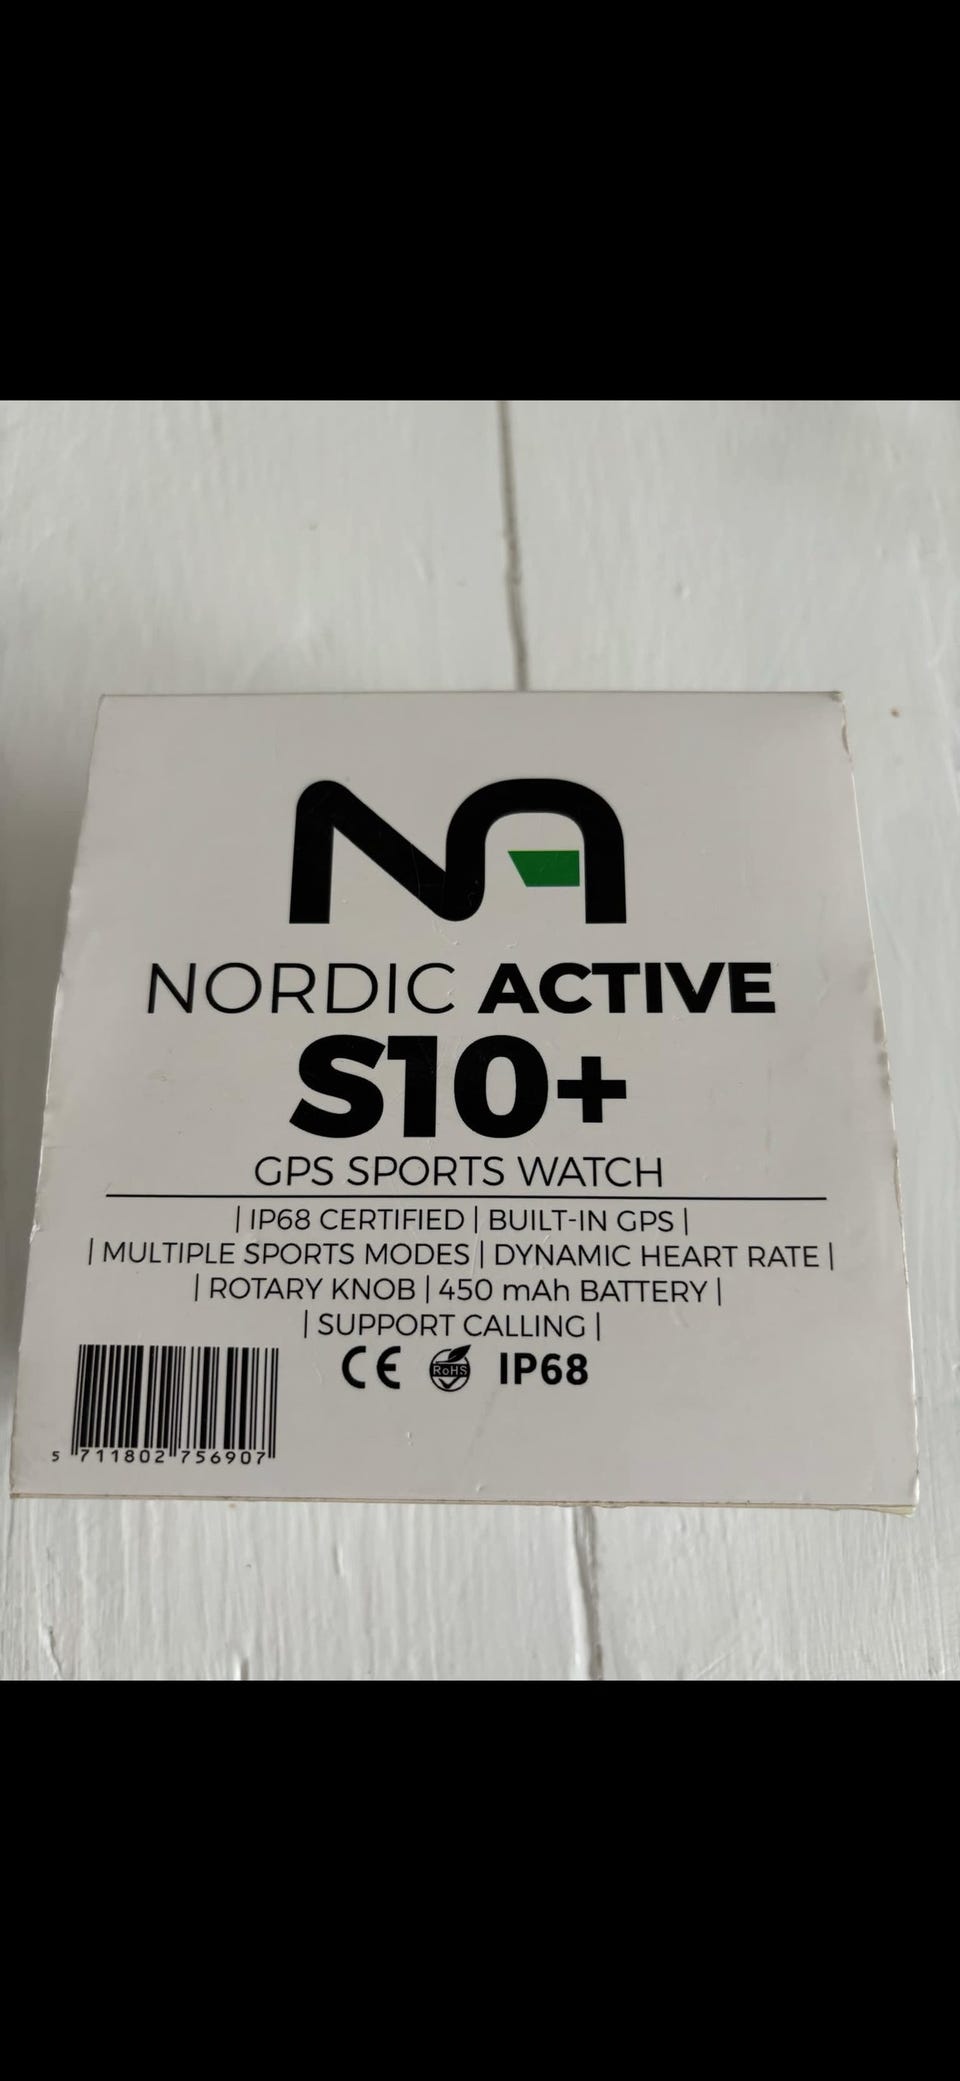 NA
NORDIC ACTIVE
S10+
GPS SPORTS WATCH
| IP68 CERTIFIED | BUILT-IN GPS |
| MULTIPLE SPORTS MODES | DYNAMIC HEART RATE |
| ROTARY KNOB | 450 mAh BATTERY |
| SUPPORT CALLING |
CE RoHS IP68
5 711802 756907